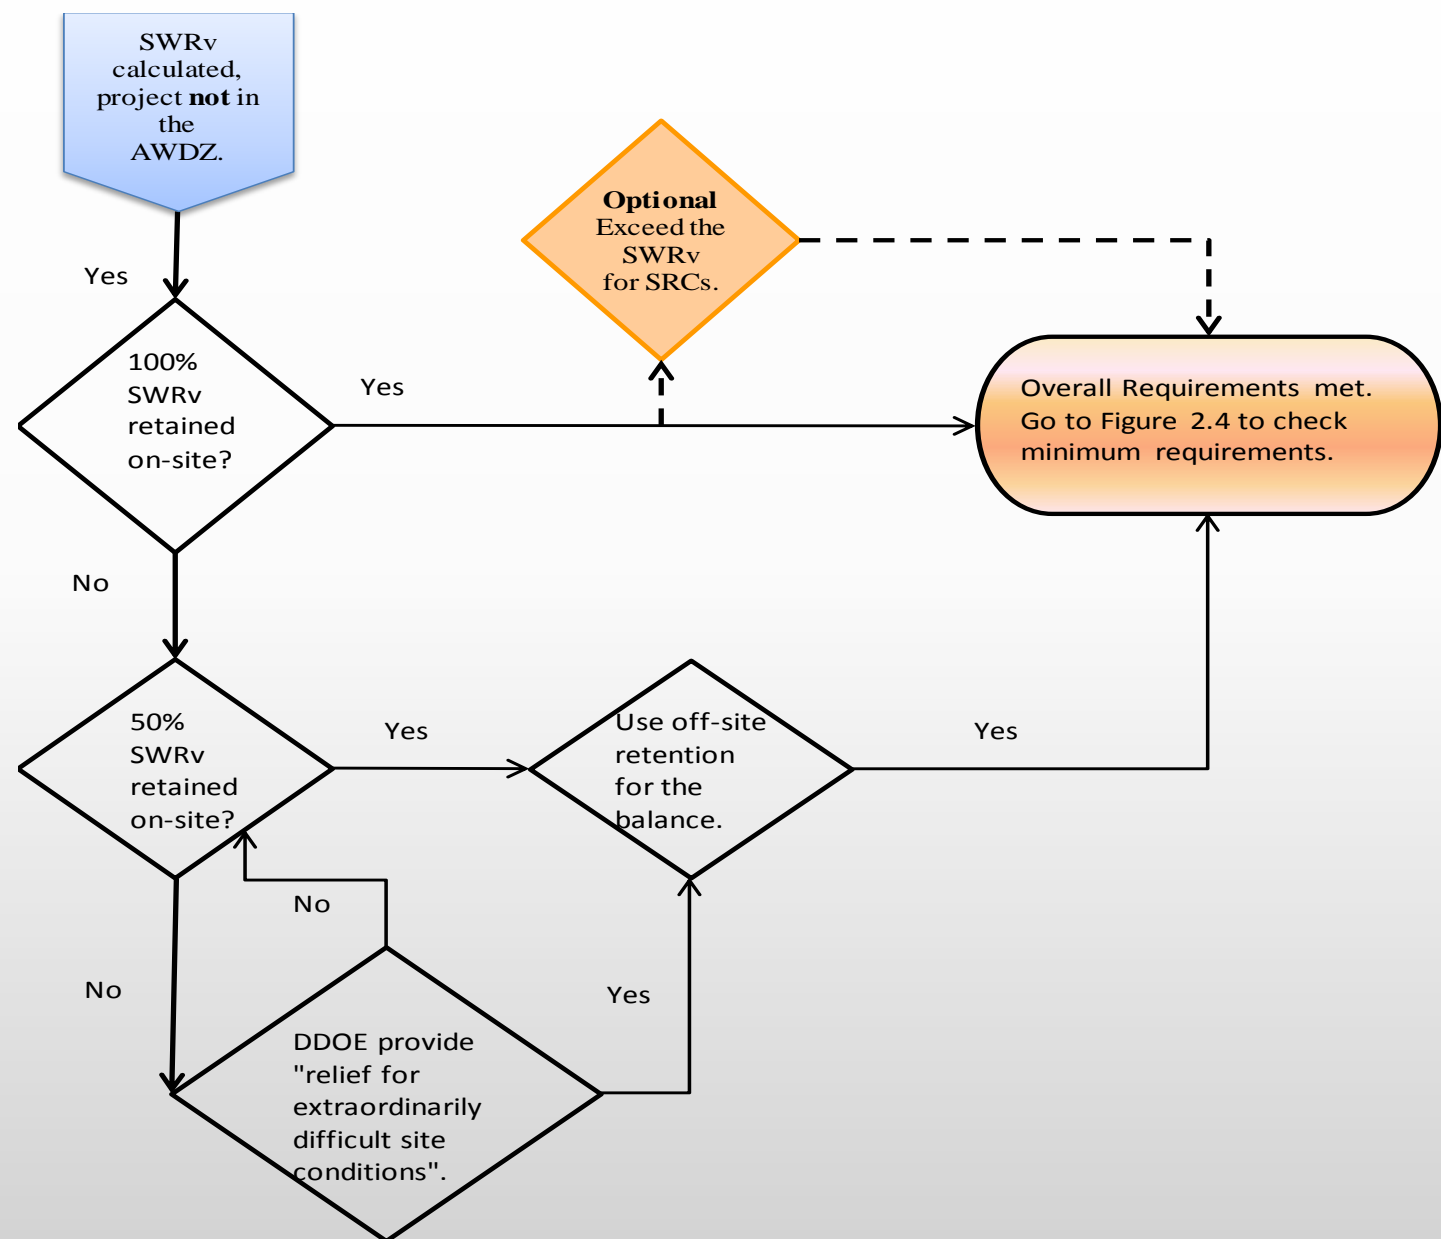 SWRv
calculated,
project not in
the
AWDZ.
Yes
100%
SWRv
retained
on-site?
Yes
Optional
Exceed the
SWRv
for SRCs.
Overall Requirements met.
Go to Figure 2.4 to check
minimum requirements.
No
50%
SWRv
retained
on-site?
Yes
Use off-site
retention
for the
balance.
Yes
No
No
DDOE provide
"relief for
extraordinarily
difficult site
conditions".
Yes